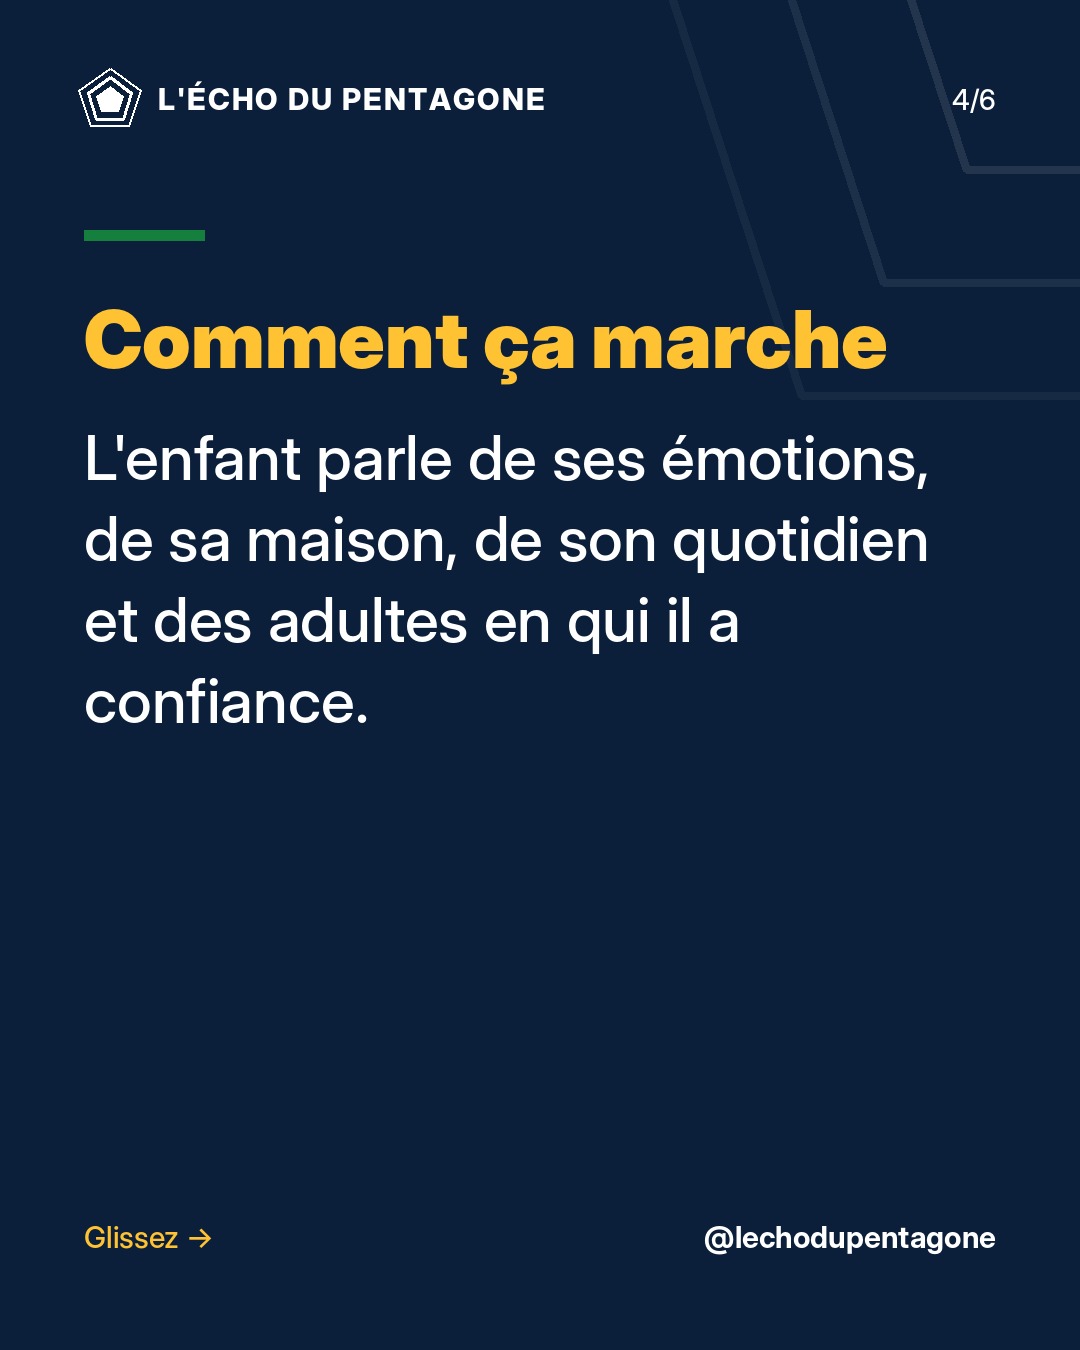 L'ÉCHO DU PENTAGONE
4/6
Comment ça marche
L'enfant parle de ses émotions,
de sa maison, de son quotidien
et des adultes en qui il a
confiance.
Glissez →
@lechodupentagone